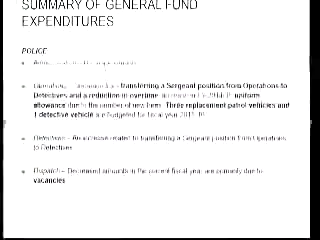 SUMMARY OF GENERAL FUND
EXPENDITURES
POLICE
transferring a Sergeant position from Operations to
Detectives and a reduction in overtime uniform
allowance due to the number of new hires. Three replacement patrol vehicles and
1 detective vehicle are budgeted for fiscal year
Detectives – An increase related to transferring a Sergeant position from Operations
to Detectives
Dispatch – Decreased amounts in the current fiscal year are primarily due to
vacancies